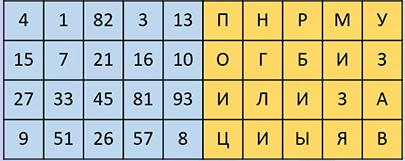 4 1 82 3 13 П Н Р М У
15 7 21 16 10 О Г Б И З
27 33 45 81 93 И Л И З А
9 51 26 57 8 Ц И Ы Я В